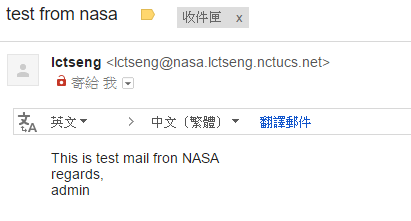 test from nasa 收件匣 x
lctseng <lctseng@nasa.lctseng.nctucs.net>
寄給 我
英文 > 中文（繁體） 翻譯郵件
This is test mail fron NASA
regards,
admin